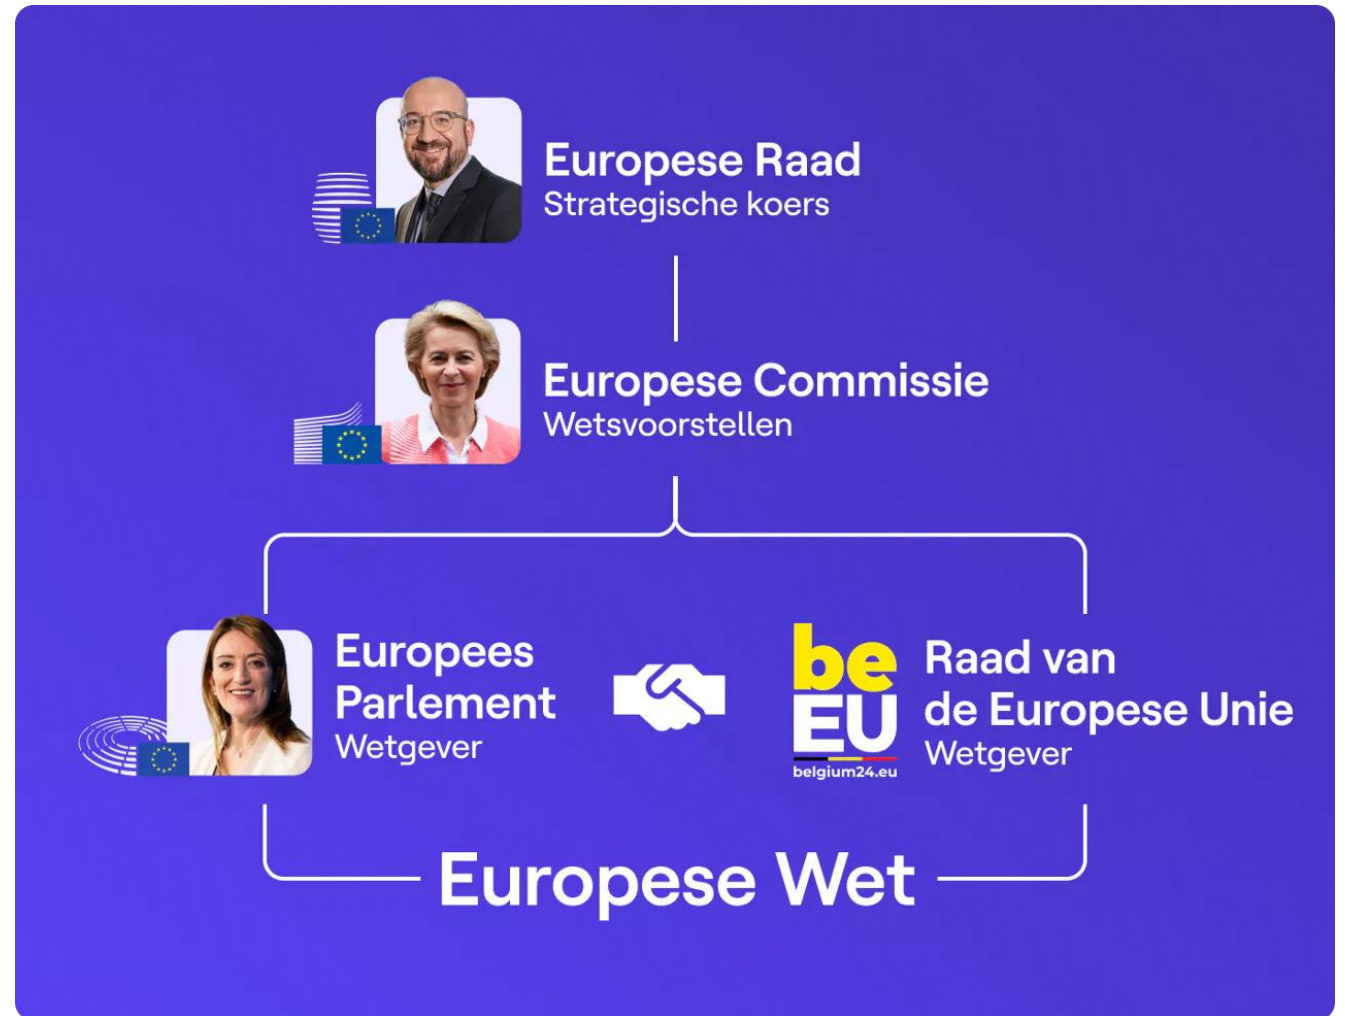 Europese Raad
Strategische koers
Europese Commissie
Wetsvoorstellen
Europees
Parlement
Wetgever
be
EU
belgium24.eu
Raad van
de Europese Unie
Wetgever
Europese Wet